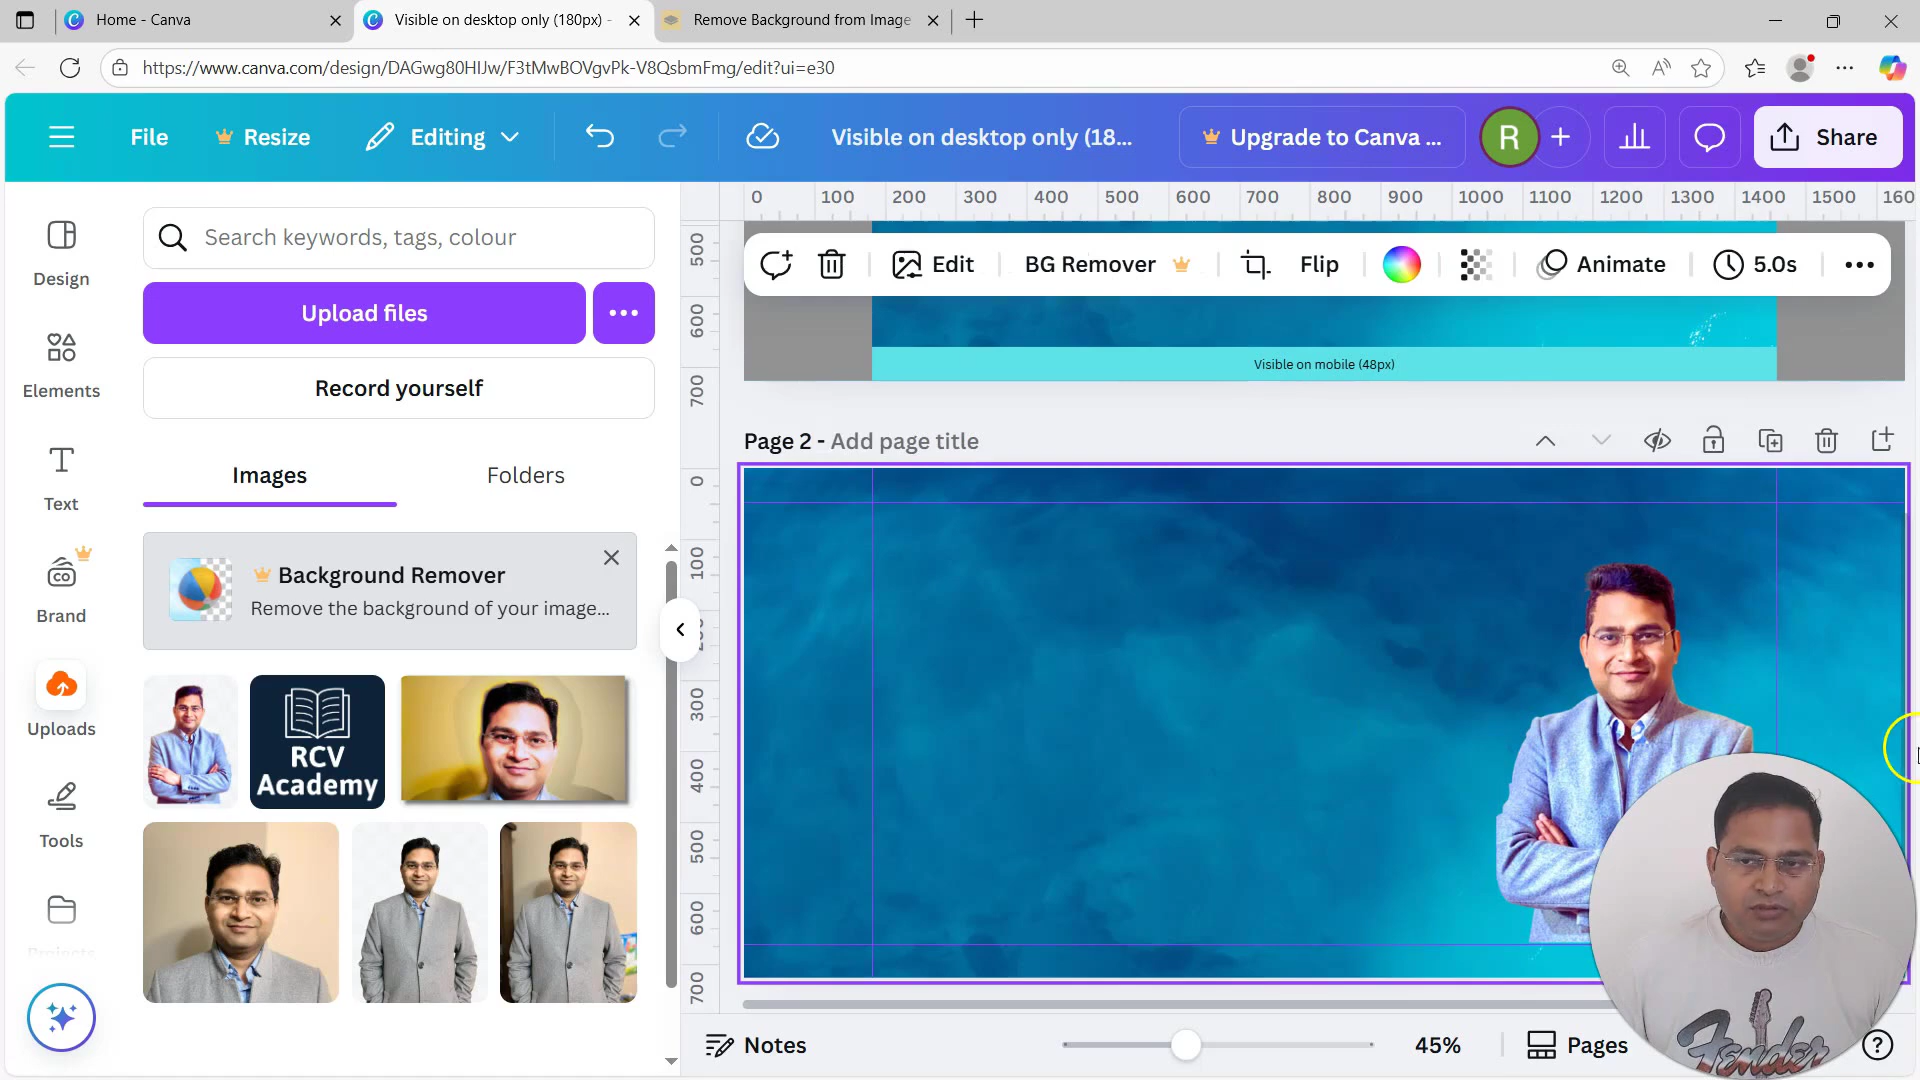 Home - Canva
Visible on desktop only (180px) -
Remove Background from Image
https://www.canva.com/design/DAGwg80HIJw/F3tMwBOVgvPk-V8QsbmFmg/edit?ui=e30
File
Resize
Editing
Visible on desktop only (18...
Upgrade to Canva ...
R
Share
Design
Elements
Text
Brand
Uploads
Tools
Projects
Search keywords, tags, colour
Upload files
Record yourself
Images
Folders
Background Remover
Remove the background of your image...
RCV
Academy
0 100 200 300 400 500 600 700 800 900 1000 1100 1200 1300 1400 1500 160
500
600
700
Edit
BG Remover
Flip
Animate
5.0s
Visible on mobile (48px)
Page 2 - Add page title
0
100
300
400
500
600
700
Notes
45%
Pages
?
Fender